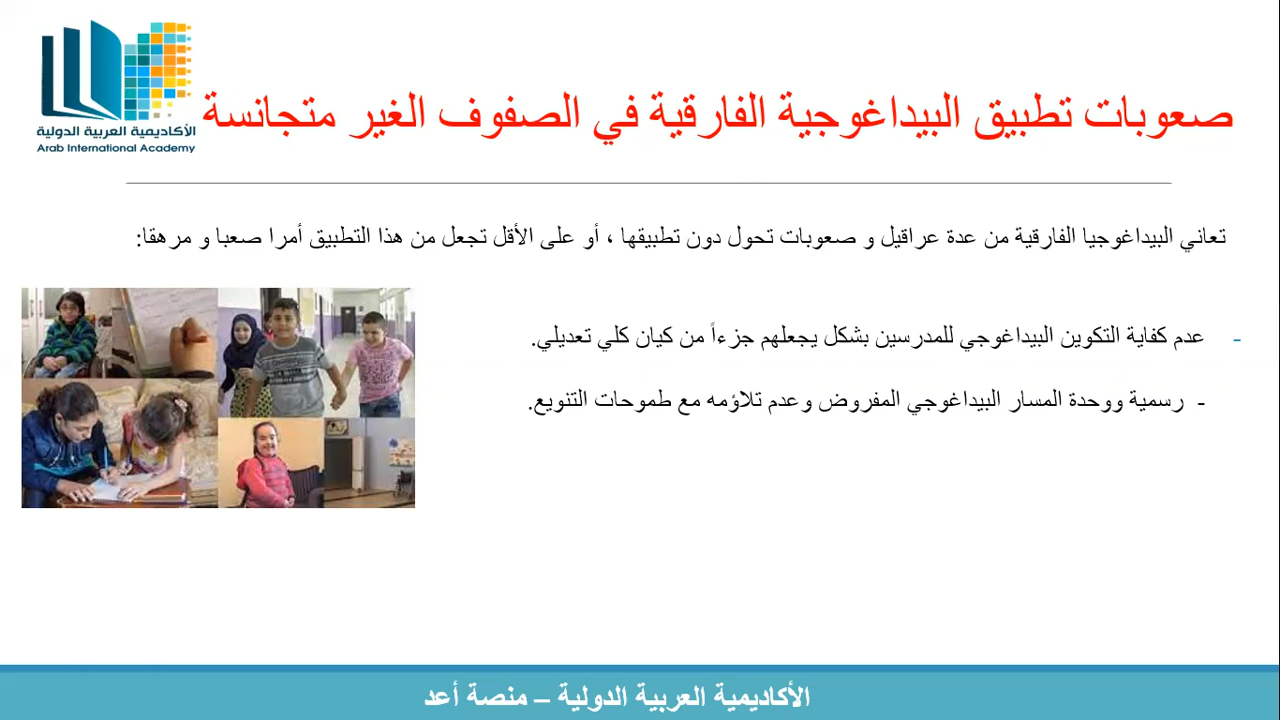 الأكاديمية العربية الدولية
Arab International Academy
صعوبات تطبيق البيداغوجية الفارقية في الصفوف الغير متجانسة
تعاني البيداغوجيا الفارقية من عدة عراقيل و صعوبات تحول دون تطبيقها ، أو على الأقل تجعل من هذا التطبيق أمرا صعبا و مرهقا:
- عدم كفاية التكوين البيداغوجي للمدرسين بشكل يجعلهم جزءاً من كيان كلي تعديلي.
- رسمية ووحدة المسار البيداغوجي المفروض وعدم تلاؤمه مع طموحات التنويع.
الأكاديمية العربية الدولية – منصة أعد